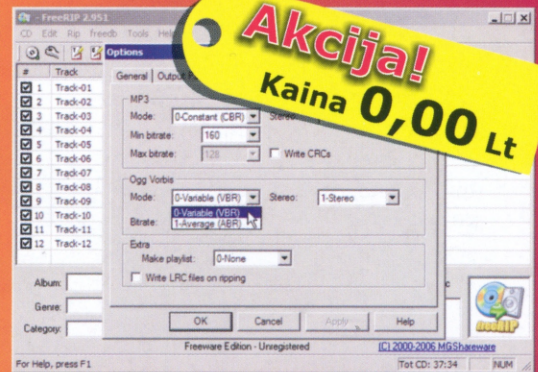 FreeRIP 2.951
CD Edit Rip freedb Tools Help
Options
Akcija!
Kaina 0,00 Lt
# Track
1 Track-01
2 Track-02
3 Track-03
4 Track-04
5 Track-05
6 Track-06
7 Track-07
8 Track-08
9 Track-09
10 Track-10
11 Track-11
12 Track-12
General Output
MP3
Mode: 0-Constant (CBR) Stereo:
Min bitrate: 160
Max bitrate: 128 Write CRCs
Ogg Vorbis
Mode: 0-Variable (VBR) Stereo: 1-Stereo
0-Variable (VBR)
Bitrate: 1-Average (ABR)
Extra
Make playlist: 0-None
Write LRC files on ripping
OK Cancel Apply Help
Album:
Genre:
Category:
freeRIP
Freeware Edition - Unregistered (C) 2000-2006 MGShareware
For Help, press F1 Tot CD: 37:34 NUM